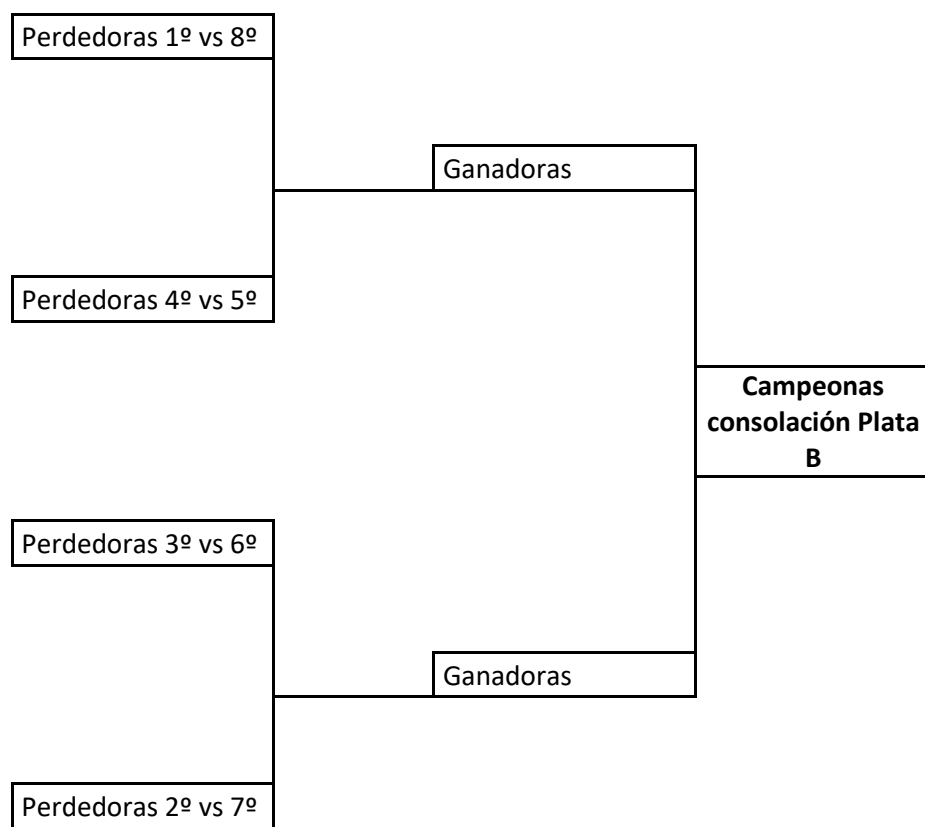 Perdedoras 1º vs 8º
Ganadoras
Perdedoras 4º vs 5º
Campeonas
consolación Plata
B
Perdedoras 3º vs 6º
Ganadoras
Perdedoras 2º vs 7º